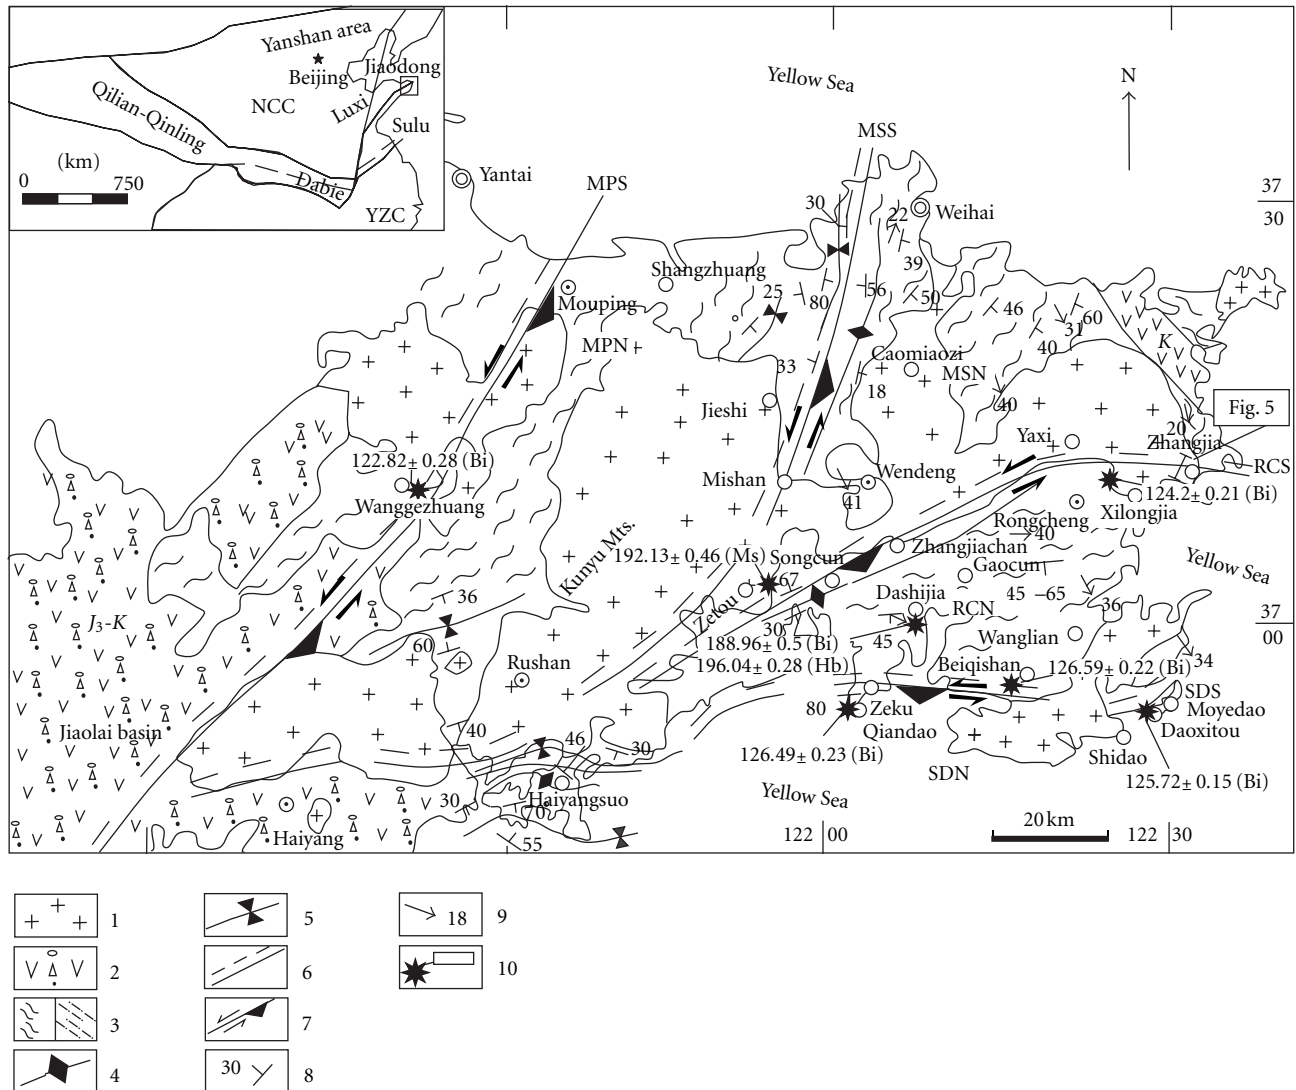 Yanshan area
Beijing
Jiaodong
Qilian-Qinling
NCC
Luxi
Sulu
(km)
0 750
Dabie
YZC
Yellow Sea
N
MSS
Yantai
MPS
37
30
30
22
Weihai
Shangzhuang
39
25
80
56
50
46
60
31
Mouping
K
MPN
40
Caomiaozi
MSN
33
18
Jieshi
40
Fig. 5
20
Yaxi
Zhangjia
122.82± 0.28 (Bi)
RCS
Wanggezhuang
Mishan
Wendeng
41
124.2± 0.21 (Bi)
Xilongjia
Rongcheng
40
Kunyu Mts.
192.13± 0.46 (Ms)
Songcun
Zhangjiachan
Gaocun
Yellow Sea
67
Zetou
Dashijia
45
65
36
36
RCN
37
00
J3-K
30
45
Wanglian
60
188.96± 0.5 (Bi)
196.04± 0.28 (Hb)
Rushan
Beiqishan
126.59± 0.22 (Bi)
34
SDS
Moyedao
Daoxitou
80
Zeku
Qiandao
Jiaolai basin
40
46
30
126.49± 0.23 (Bi)
Shidao
SDN
125.72± 0.15 (Bi)
Yellow Sea
30
Haiyangsuo
70
Haiyang
55
20 km
122 00
122 30
1
2
3
4
5
6
7
30
8
18
9
10